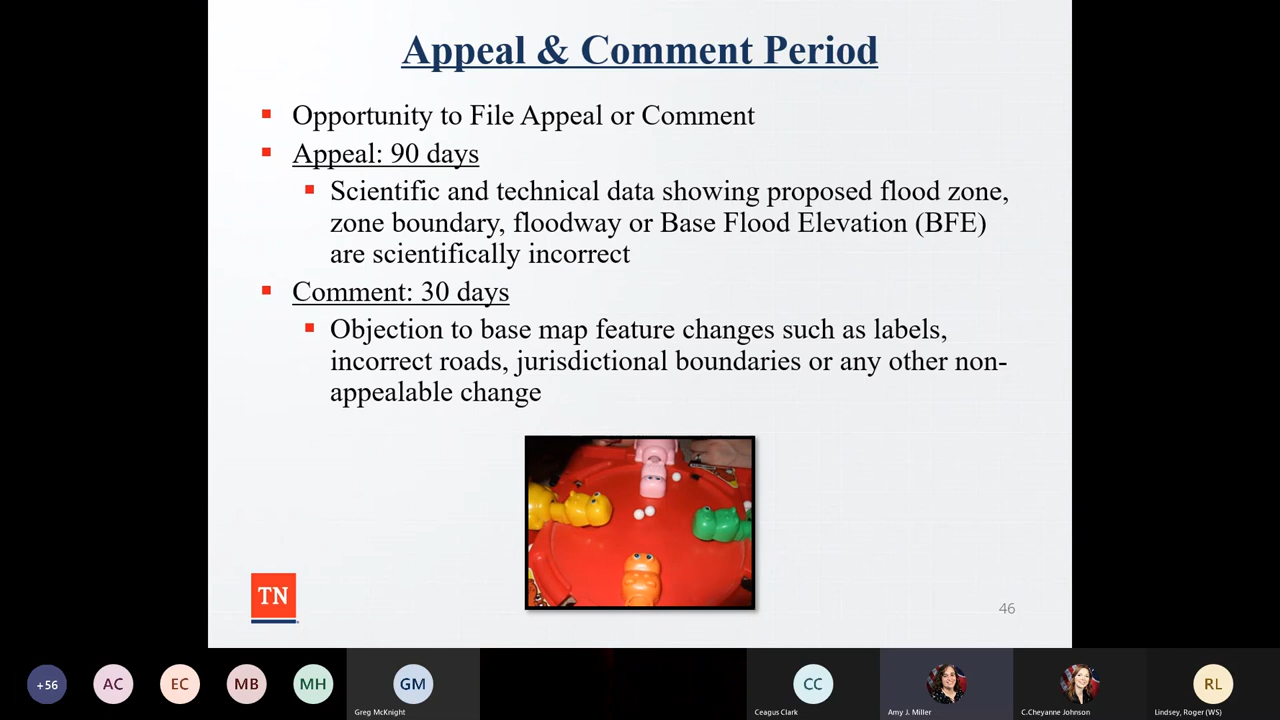 Appeal & Comment Period
Opportunity to File Appeal or Comment
Appeal: 90 days
Scientific and technical data showing proposed flood zone,
zone boundary, floodway or Base Flood Elevation (BFE)
are scientifically incorrect
Comment: 30 days
Objection to base map feature changes such as labels,
incorrect roads, jurisdictional boundaries or any other non-
appealable change
TN
46
+56
AC
EC
MB
MH
GM
Greg McKnight
CC
Ceagus Clark
Amy J. Miller
C.Cheyanne Johnson
RL
Lindsey, Roger (WS)